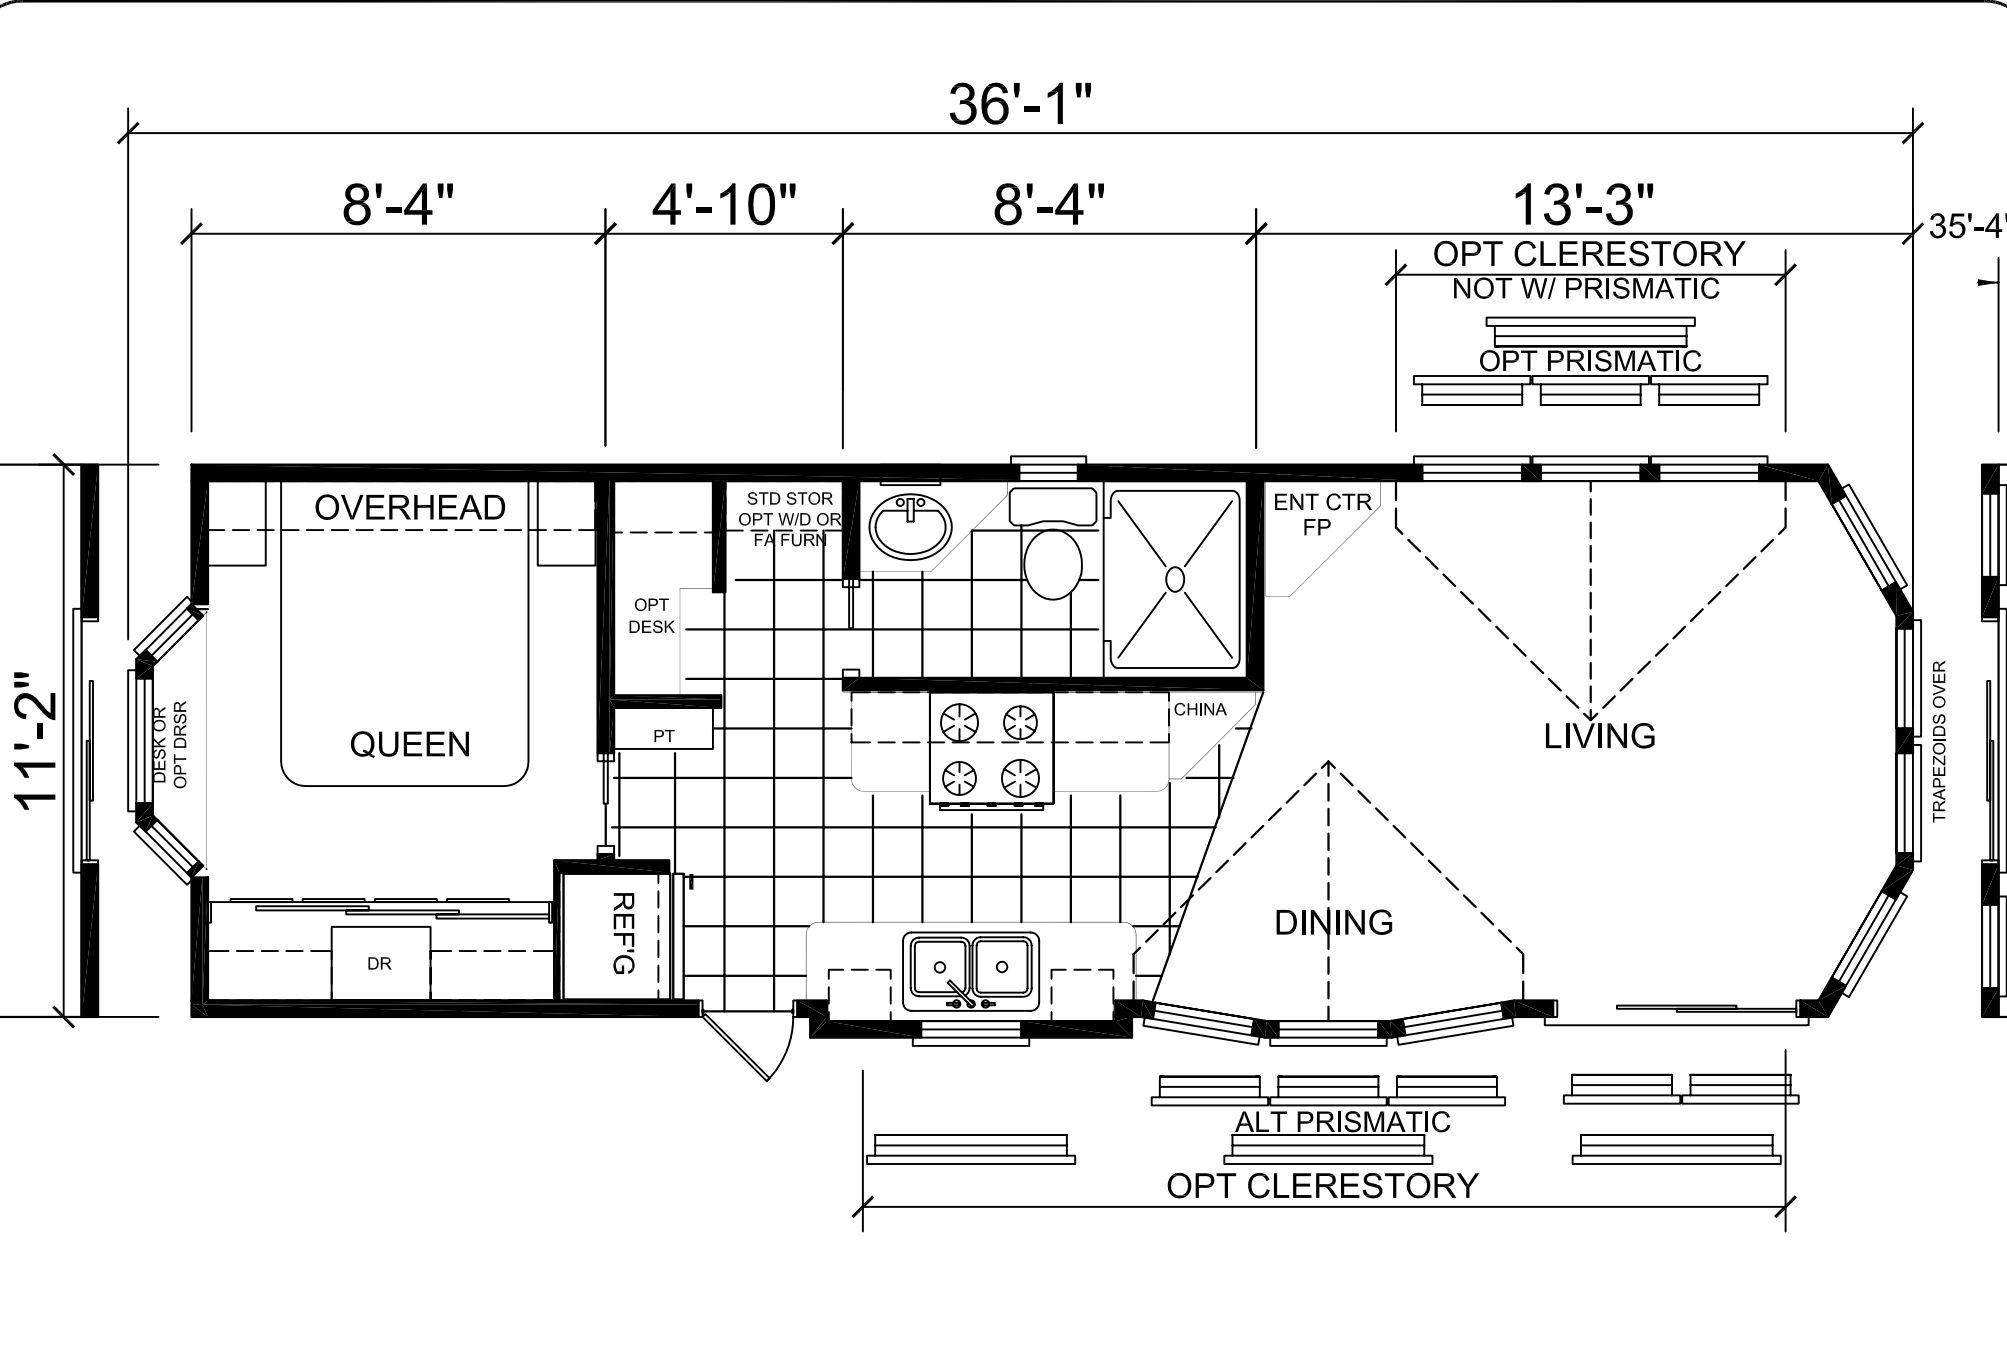 36'-1"
8'-4"
4'-10"
8'-4"
13'-3"
35'-4"
OPT CLERESTORY
NOT W/ PRISMATIC
OPT PRISMATIC
OVERHEAD
STD STOR
OPT W/D OR
FA FURN
ENT CTR
FP
OPT
DESK
11'-2"
DESK OR
OPT DRSR
QUEEN
PT
CHINA
LIVING
TRAPEZOIDS OVER
REF'G
DINING
DR
ALT PRISMATIC
OPT CLERESTORY